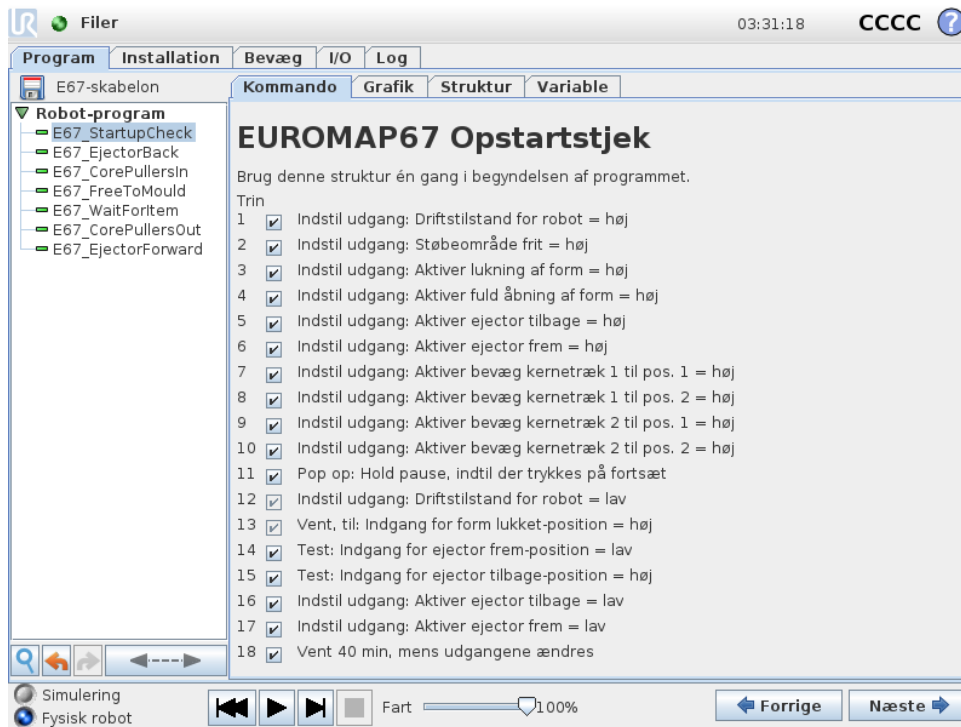 UR Filer 03:31:18 CCCC ?
Program Installation Bevæg I/O Log
E67-skabelon
Kommando Grafik Struktur Variable
Robot-program
E67_StartupCheck
E67_EjectorBack
E67_CorePullersIn
E67_FreeToMould
E67_WaitForItem
E67_CorePullersOut
E67_EjectorForward
EUROMAP67 Opstartstjek
Brug denne struktur én gang i begyndelsen af programmet.
Trin
1 Indstil udgang: Driftstilstand for robot = høj
2 Indstil udgang: Støbeområde frit = høj
3 Indstil udgang: Aktiver lukning af form = høj
4 Indstil udgang: Aktiver fuld åbning af form = høj
5 Indstil udgang: Aktiver ejector tilbage = høj
6 Indstil udgang: Aktiver ejector frem = høj
7 Indstil udgang: Aktiver bevæg kernetræk 1 til pos. 1 = høj
8 Indstil udgang: Aktiver bevæg kernetræk 1 til pos. 2 = høj
9 Indstil udgang: Aktiver bevæg kernetræk 2 til pos. 1 = høj
10 Indstil udgang: Aktiver bevæg kernetræk 2 til pos. 2 = høj
11 Pop op: Hold pause, indtil der trykkes på fortsæt
12 Indstil udgang: Driftstilstand for robot = lav
13 Vent, til: Indgang for form lukket-position = høj
14 Test: Indgang for ejector frem-position = lav
15 Test: Indgang for ejector tilbage-position = høj
16 Indstil udgang: Aktiver ejector tilbage = lav
17 Indstil udgang: Aktiver ejector frem = lav
18 Vent 40 min, mens udgangene ændres
Simulering
Fysisk robot
Fart 100%
Forrige Næste